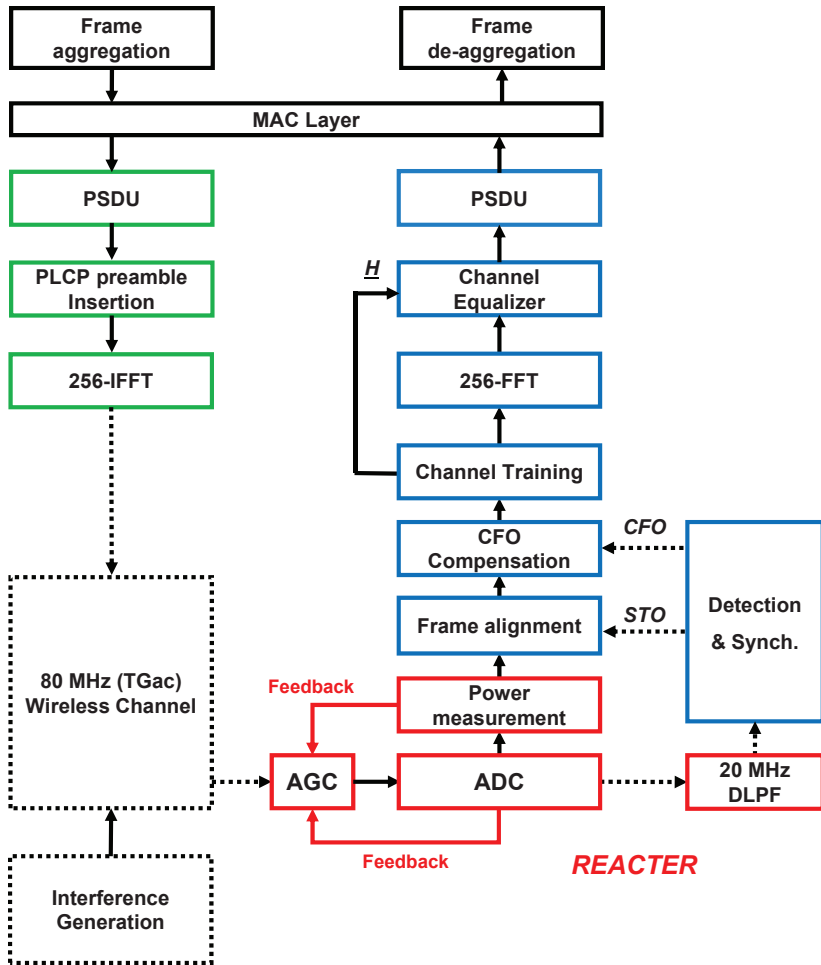 Frame
aggregation
Frame
de-aggregation
MAC Layer
PSDU
PSDU
PLCP preamble
Insertion
H
Channel
Equalizer
256-IFFT
256-FFT
Channel Training
CFO
Compensation
CFO
Detection
& Synch.
Frame alignment
STO
80 MHz (TGac)
Wireless Channel
Feedback
Power
measurement
AGC
ADC
20 MHz
DLPF
Feedback
REACTER
Interference
Generation